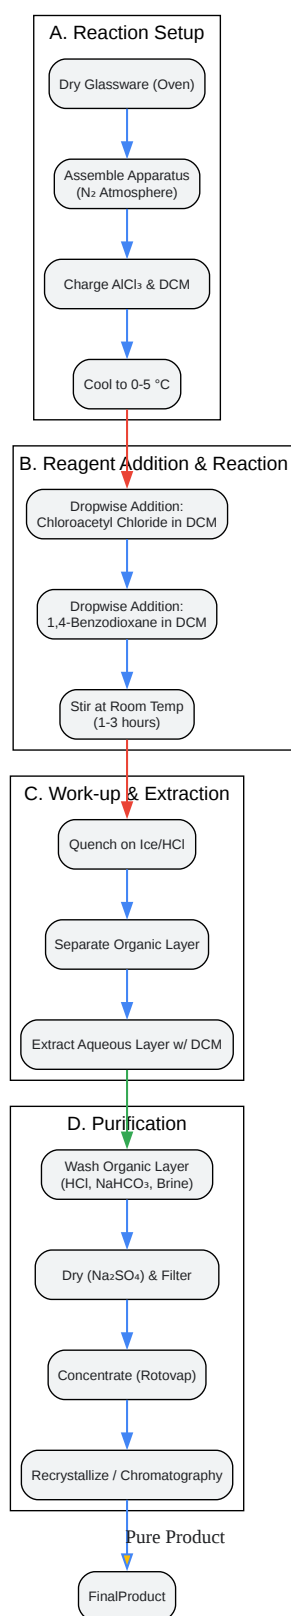 A. Reaction Setup
Dry Glassware (Oven)
Assemble Apparatus
(N₂ Atmosphere)
Charge AlCl₃ & DCM
Cool to 0-5 °C
B. Reagent Addition & Reaction
Dropwise Addition:
Chloroacetyl Chloride in DCM
Dropwise Addition:
1,4-Benzodioxane in DCM
Stir at Room Temp
(1-3 hours)
C. Work-up & Extraction
Quench on Ice/HCl
Separate Organic Layer
Extract Aqueous Layer w/ DCM
D. Purification
Wash Organic Layer
(HCl, NaHCO₃, Brine)
Dry (Na₂SO₄) & Filter
Concentrate (Rotovap)
Recrystallize / Chromatography
Pure Product
FinalProduct